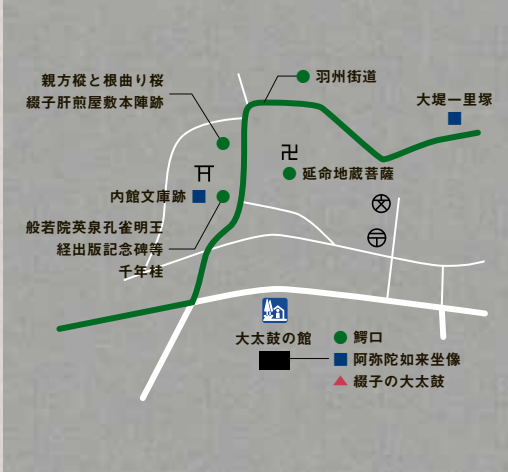 羽州街道
親方樅と根曲り桜
綴子肝煎屋敷本陣跡
大堤一里塚
延命地蔵菩薩
内館文庫跡
般若院英泉孔雀明王
経出版記念碑等
千年桂
大太鼓の館
鰐口
阿弥陀如来坐像
綴子の大太鼓